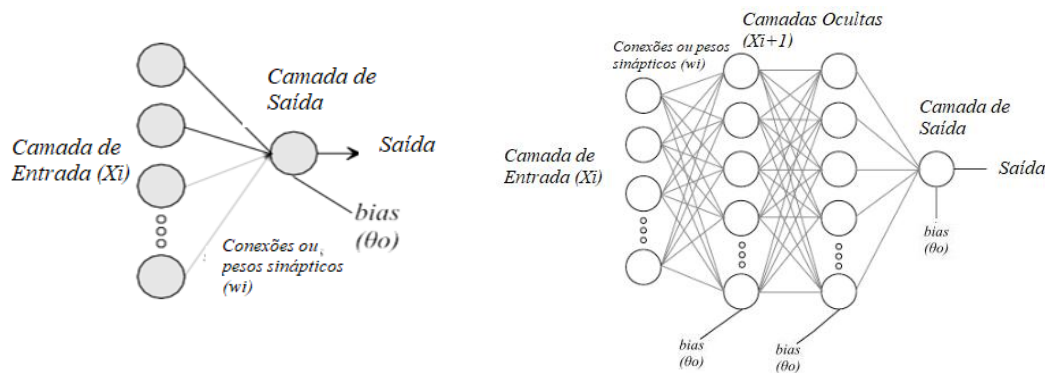 Camada de
Saída
Camada de
Entrada (Xi)
Saída
bias
(θo)
Conexões ou
pesos sinápticos
(wi)
Camadas Ocultas
(Xi+1)
Conexões ou pesos
sinápticos (wi)
Camada de
Saída
Camada de
Entrada (Xi)
Saída
bias
(θo)
bias
(θo)
bias
(θo)